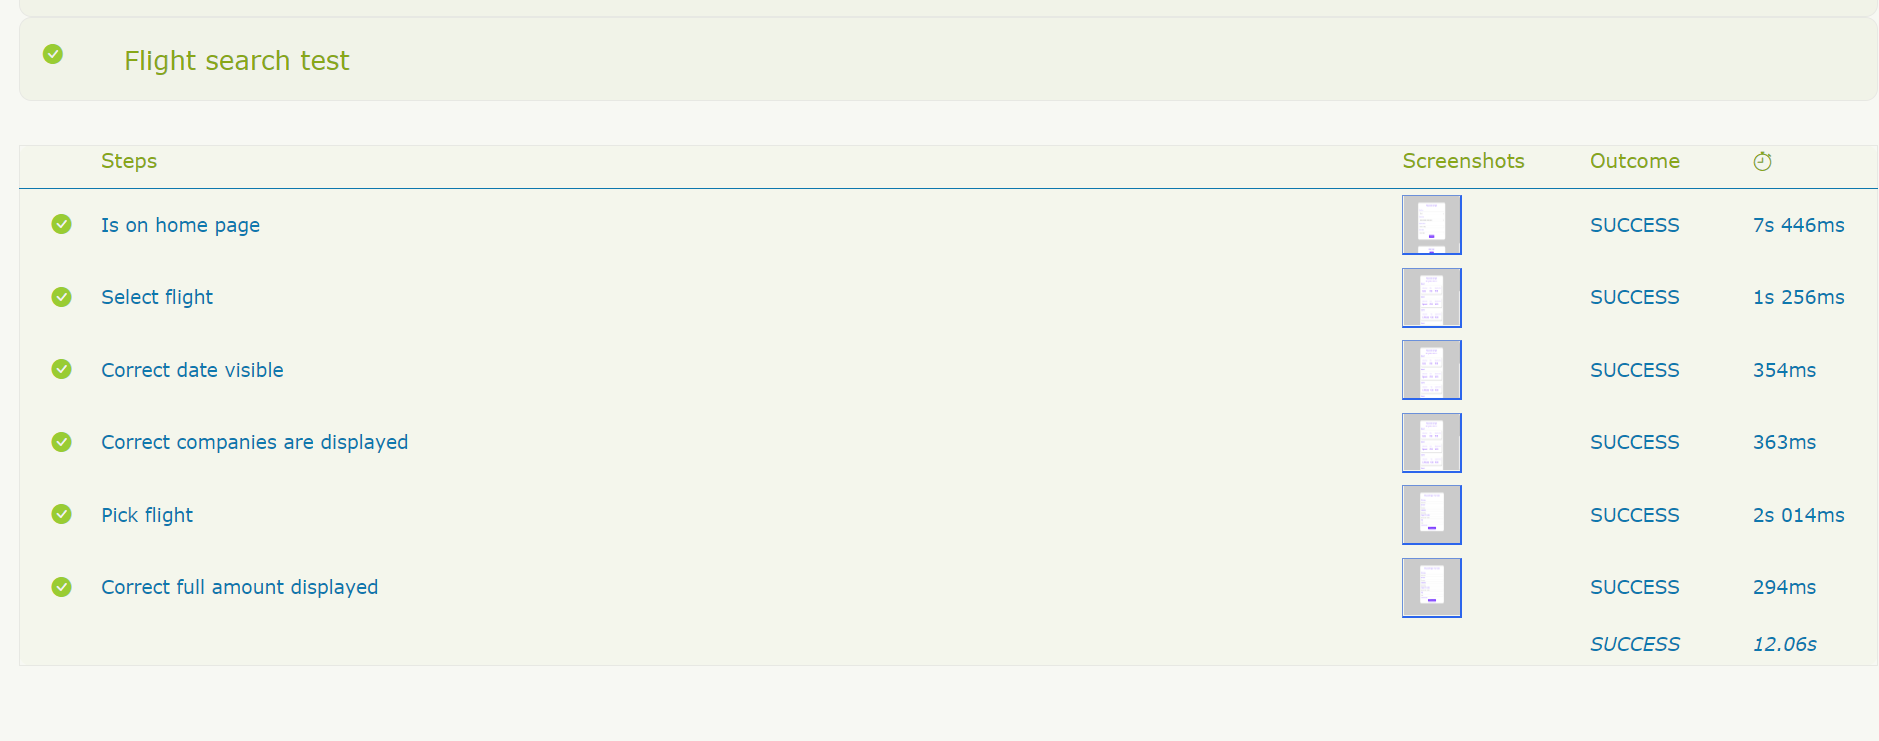 Flight search test
Steps Screenshots Outcome
Is on home page SUCCESS 7s 446ms
Select flight SUCCESS 1s 256ms
Correct date visible SUCCESS 354ms
Correct companies are displayed SUCCESS 363ms
Pick flight SUCCESS 2s 014ms
Correct full amount displayed SUCCESS 294ms
SUCCESS 12.06s